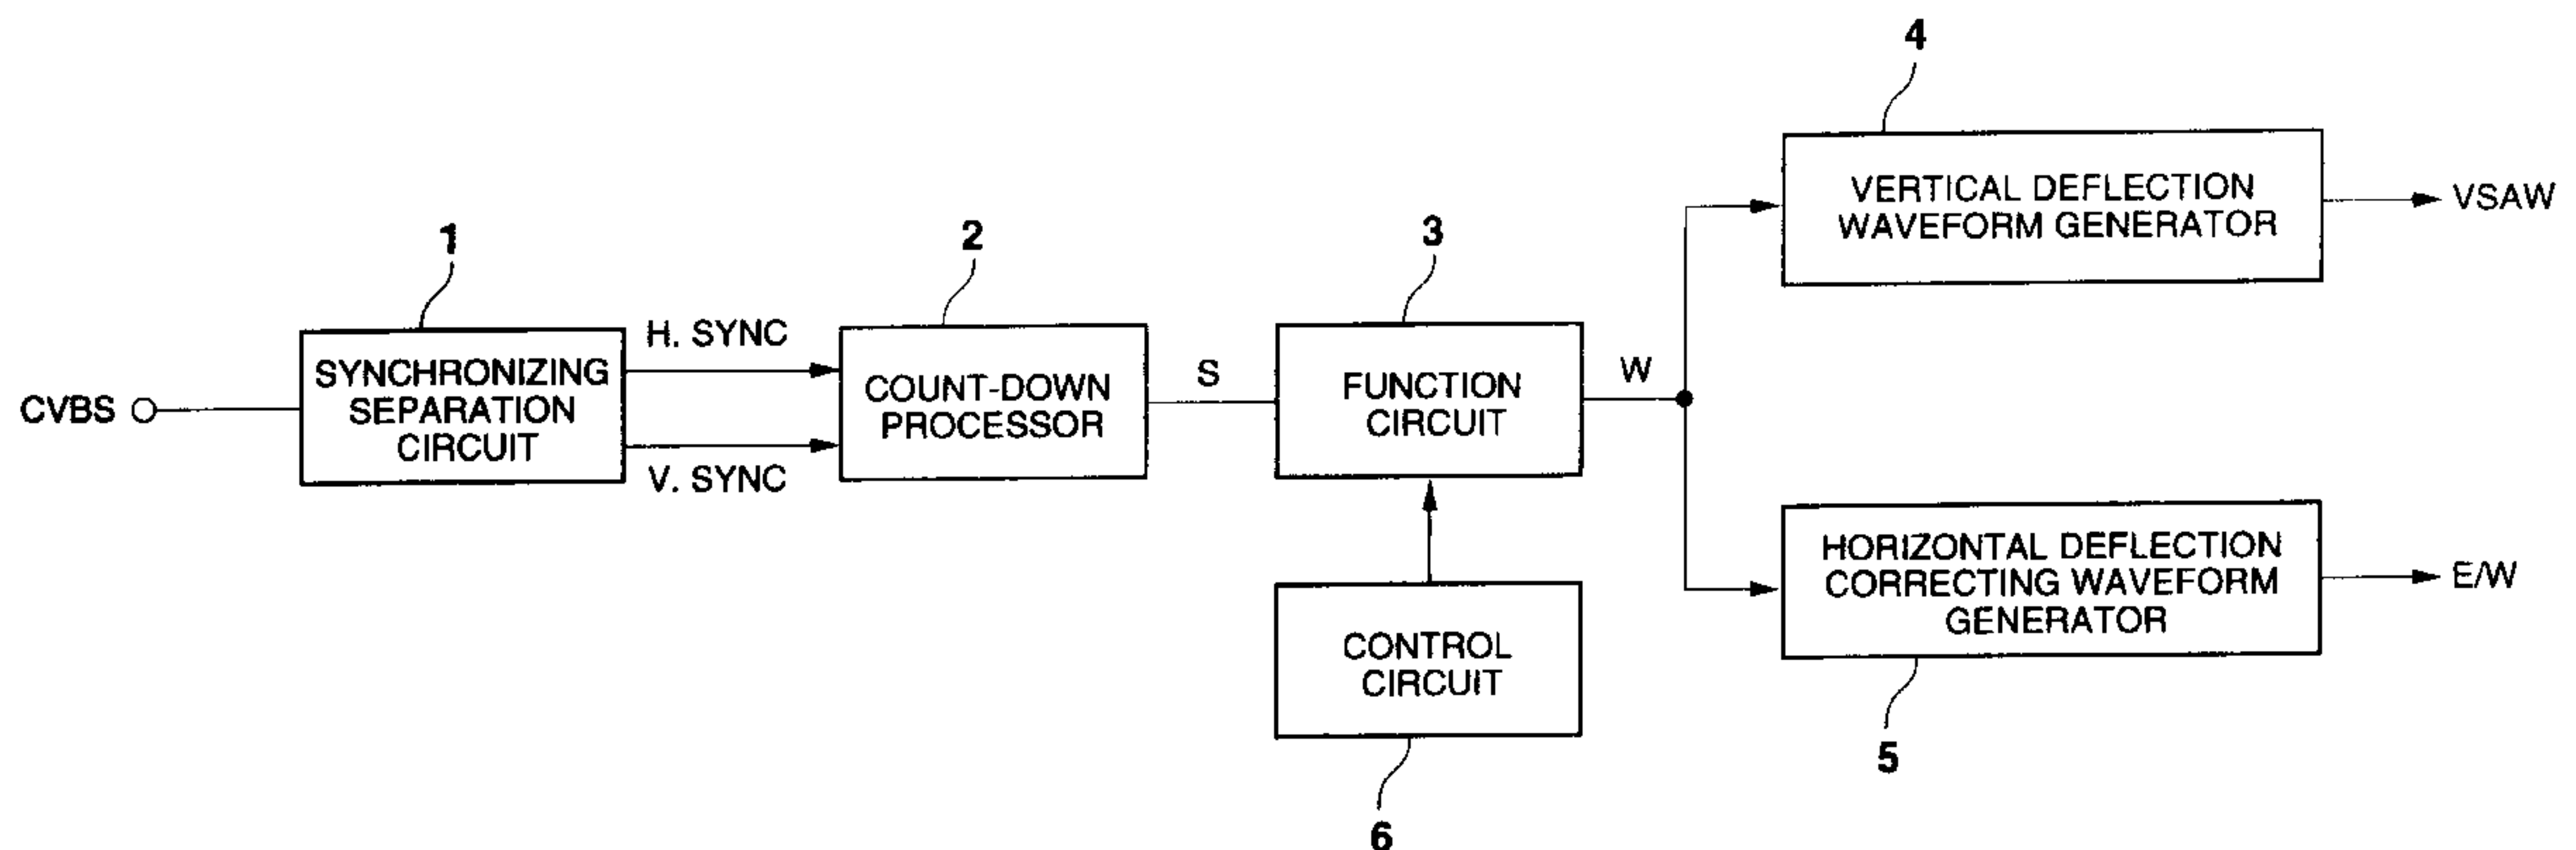 4
VERTICAL DEFLECTION
WAVEFORM GENERATOR
VSAW
1
2
3
H. SYNC
V. SYNC
CVBS
SYNCHRONIZING
SEPARATION
CIRCUIT
COUNT-DOWN
PROCESSOR
S
FUNCTION
CIRCUIT
W
HORIZONTAL DEFLECTION
CORRECTING WAVEFORM
GENERATOR
E/W
CONTROL
CIRCUIT
5
6